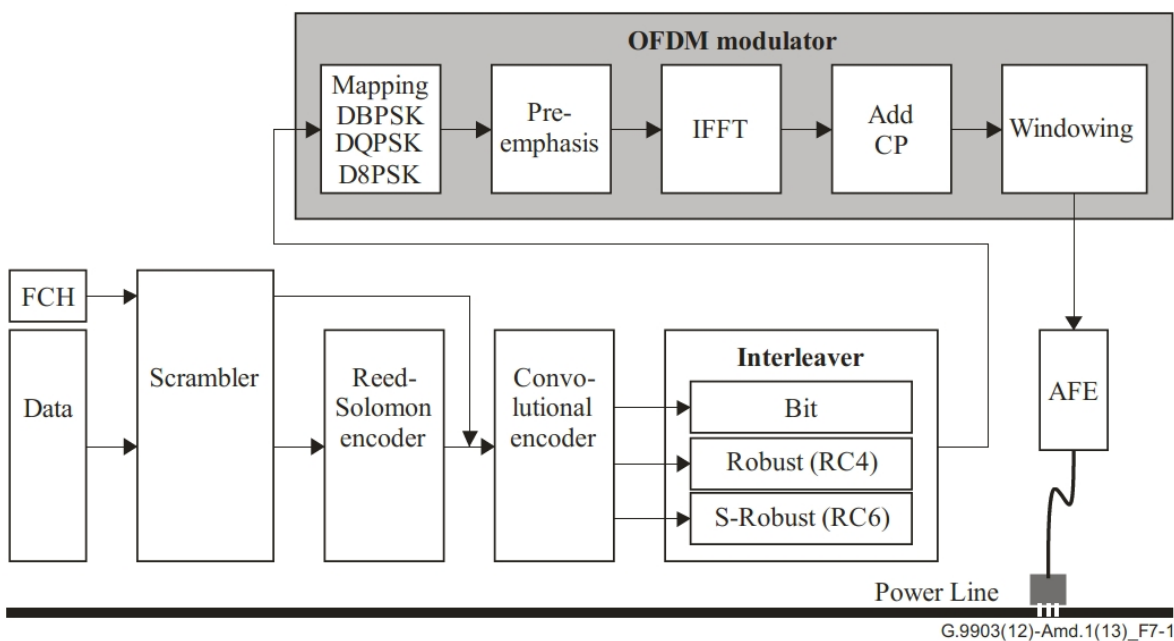 OFDM modulator
Mapping
DBPSK
DQPSK
D8PSK
Pre-
emphasis
IFFT
Add
CP
Windowing
FCH
Data
Scrambler
Reed-
Solomon
encoder
Convo-
lutional
encoder
Interleaver
Bit
Robust (RC4)
S-Robust (RC6)
AFE
Power Line
G.9903(12)-Amd.1(13)_F7-1